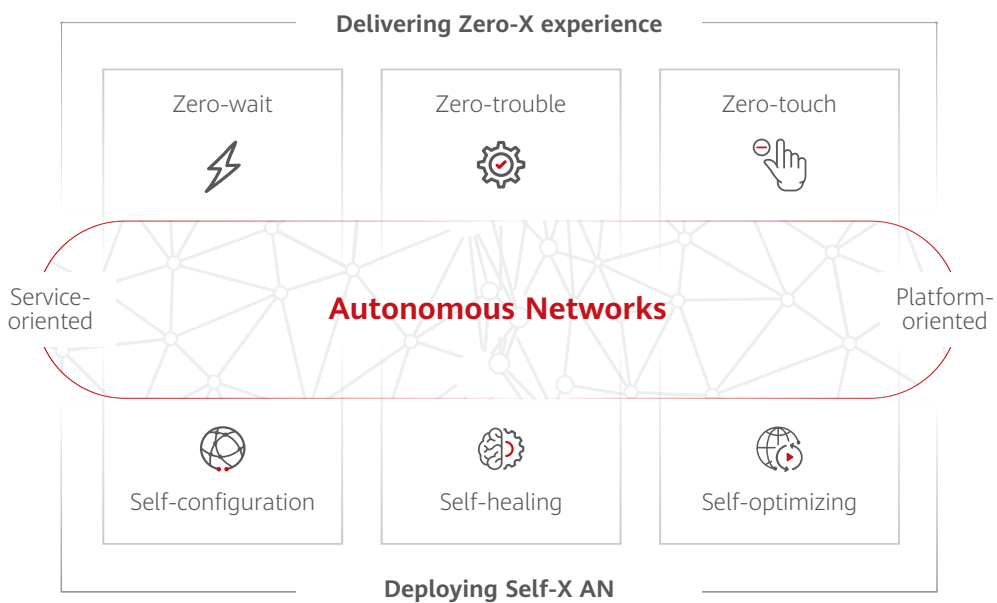 Delivering Zero-X experience
Zero-wait
Zero-trouble
Zero-touch
Service-
oriented
Autonomous Networks
Platform-
oriented
Self-configuration
Self-healing
Self-optimizing
Deploying Self-X AN